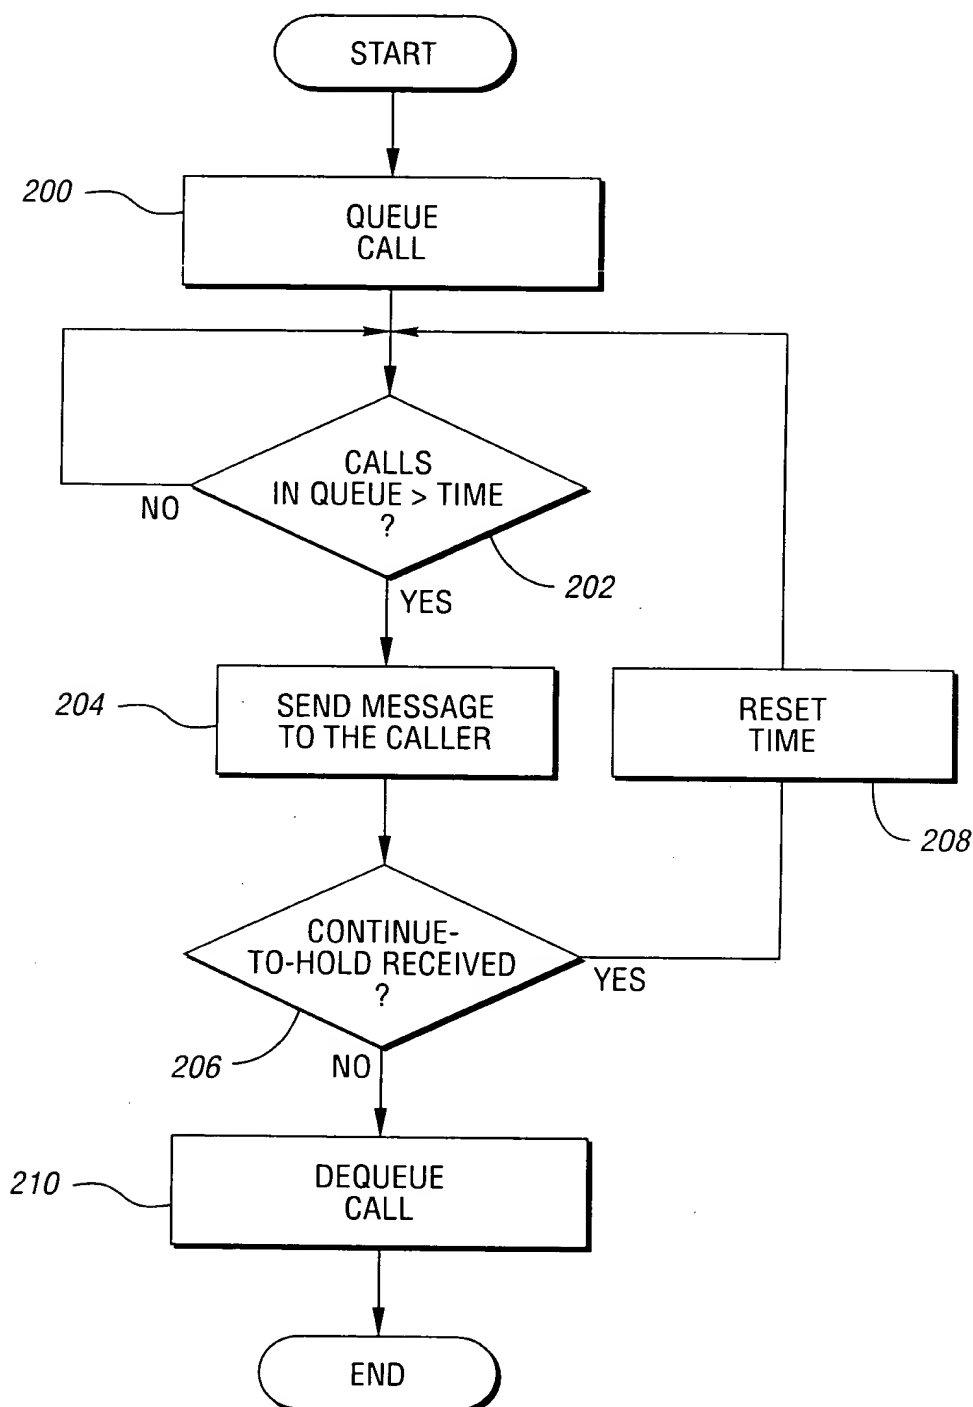 START
200
QUEUE
CALL
CALLS
IN QUEUE > TIME
?
NO
202
YES
204
SEND MESSAGE
TO THE CALLER
RESET
TIME
208
CONTINUE-
TO-HOLD RECEIVED
?
YES
206
NO
210
DEQUEUE
CALL
END